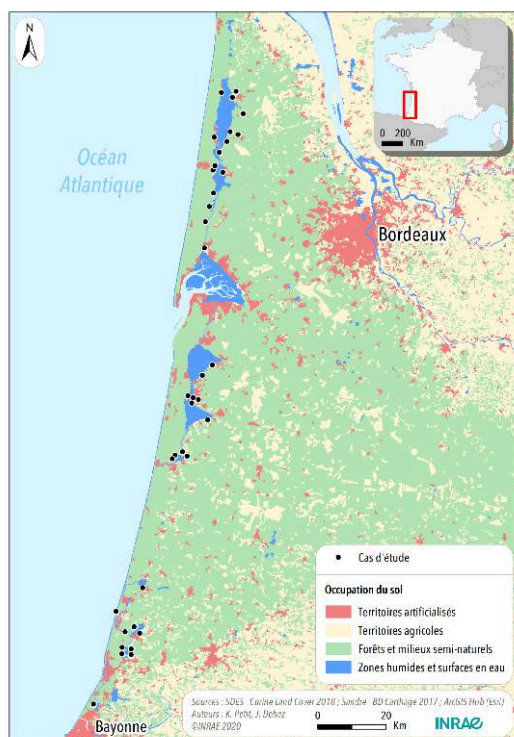 N
0 200
Km
Océan
Atlantique
Bordeaux
Cas d'étude
Occupation du sol
Territoires artificialisés
Territoires agricoles
Forêts et milieux semi-naturels
Zones humides et surfaces en eau
Sources : SDES - Corine Land Cover 2018 ; Sandre - BD Carthage 2017 ; ArcGIS Hub (Esri)
Auteurs : K. Petit, J. Dehez
©INRAE 2020
0 20
Km
INRAE
Bayonne